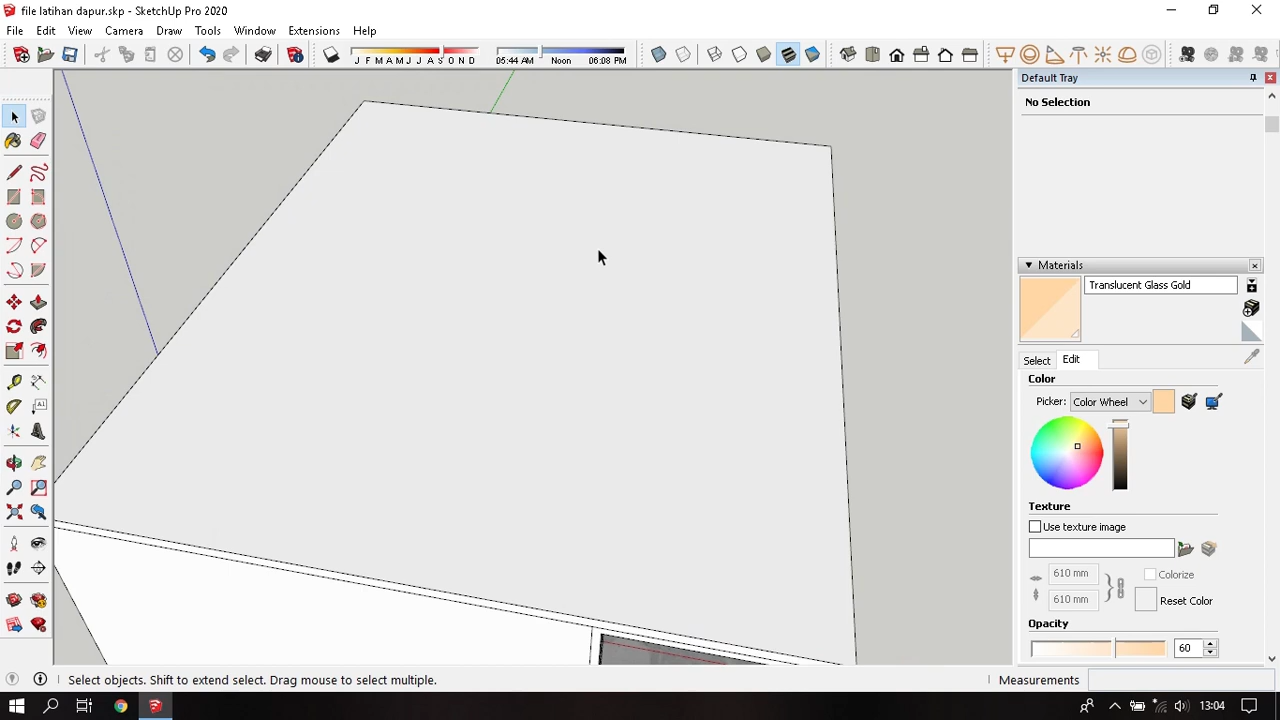 file latihan dapur.skp - SketchUp Pro 2020
File Edit View Camera Draw Tools Window Extensions Help
J F M A M J J A S O N D
05:44 AM Noon 06:08 PM
Default Tray
No Selection
A1
Materials
Translucent Glass Gold
Select Edit
Color
Picker: Color Wheel
Texture
Use texture image
610 mm
Colorize
610 mm
Reset Color
Opacity
60
Select objects. Shift to extend select. Drag mouse to select multiple.
Measurements
13:04